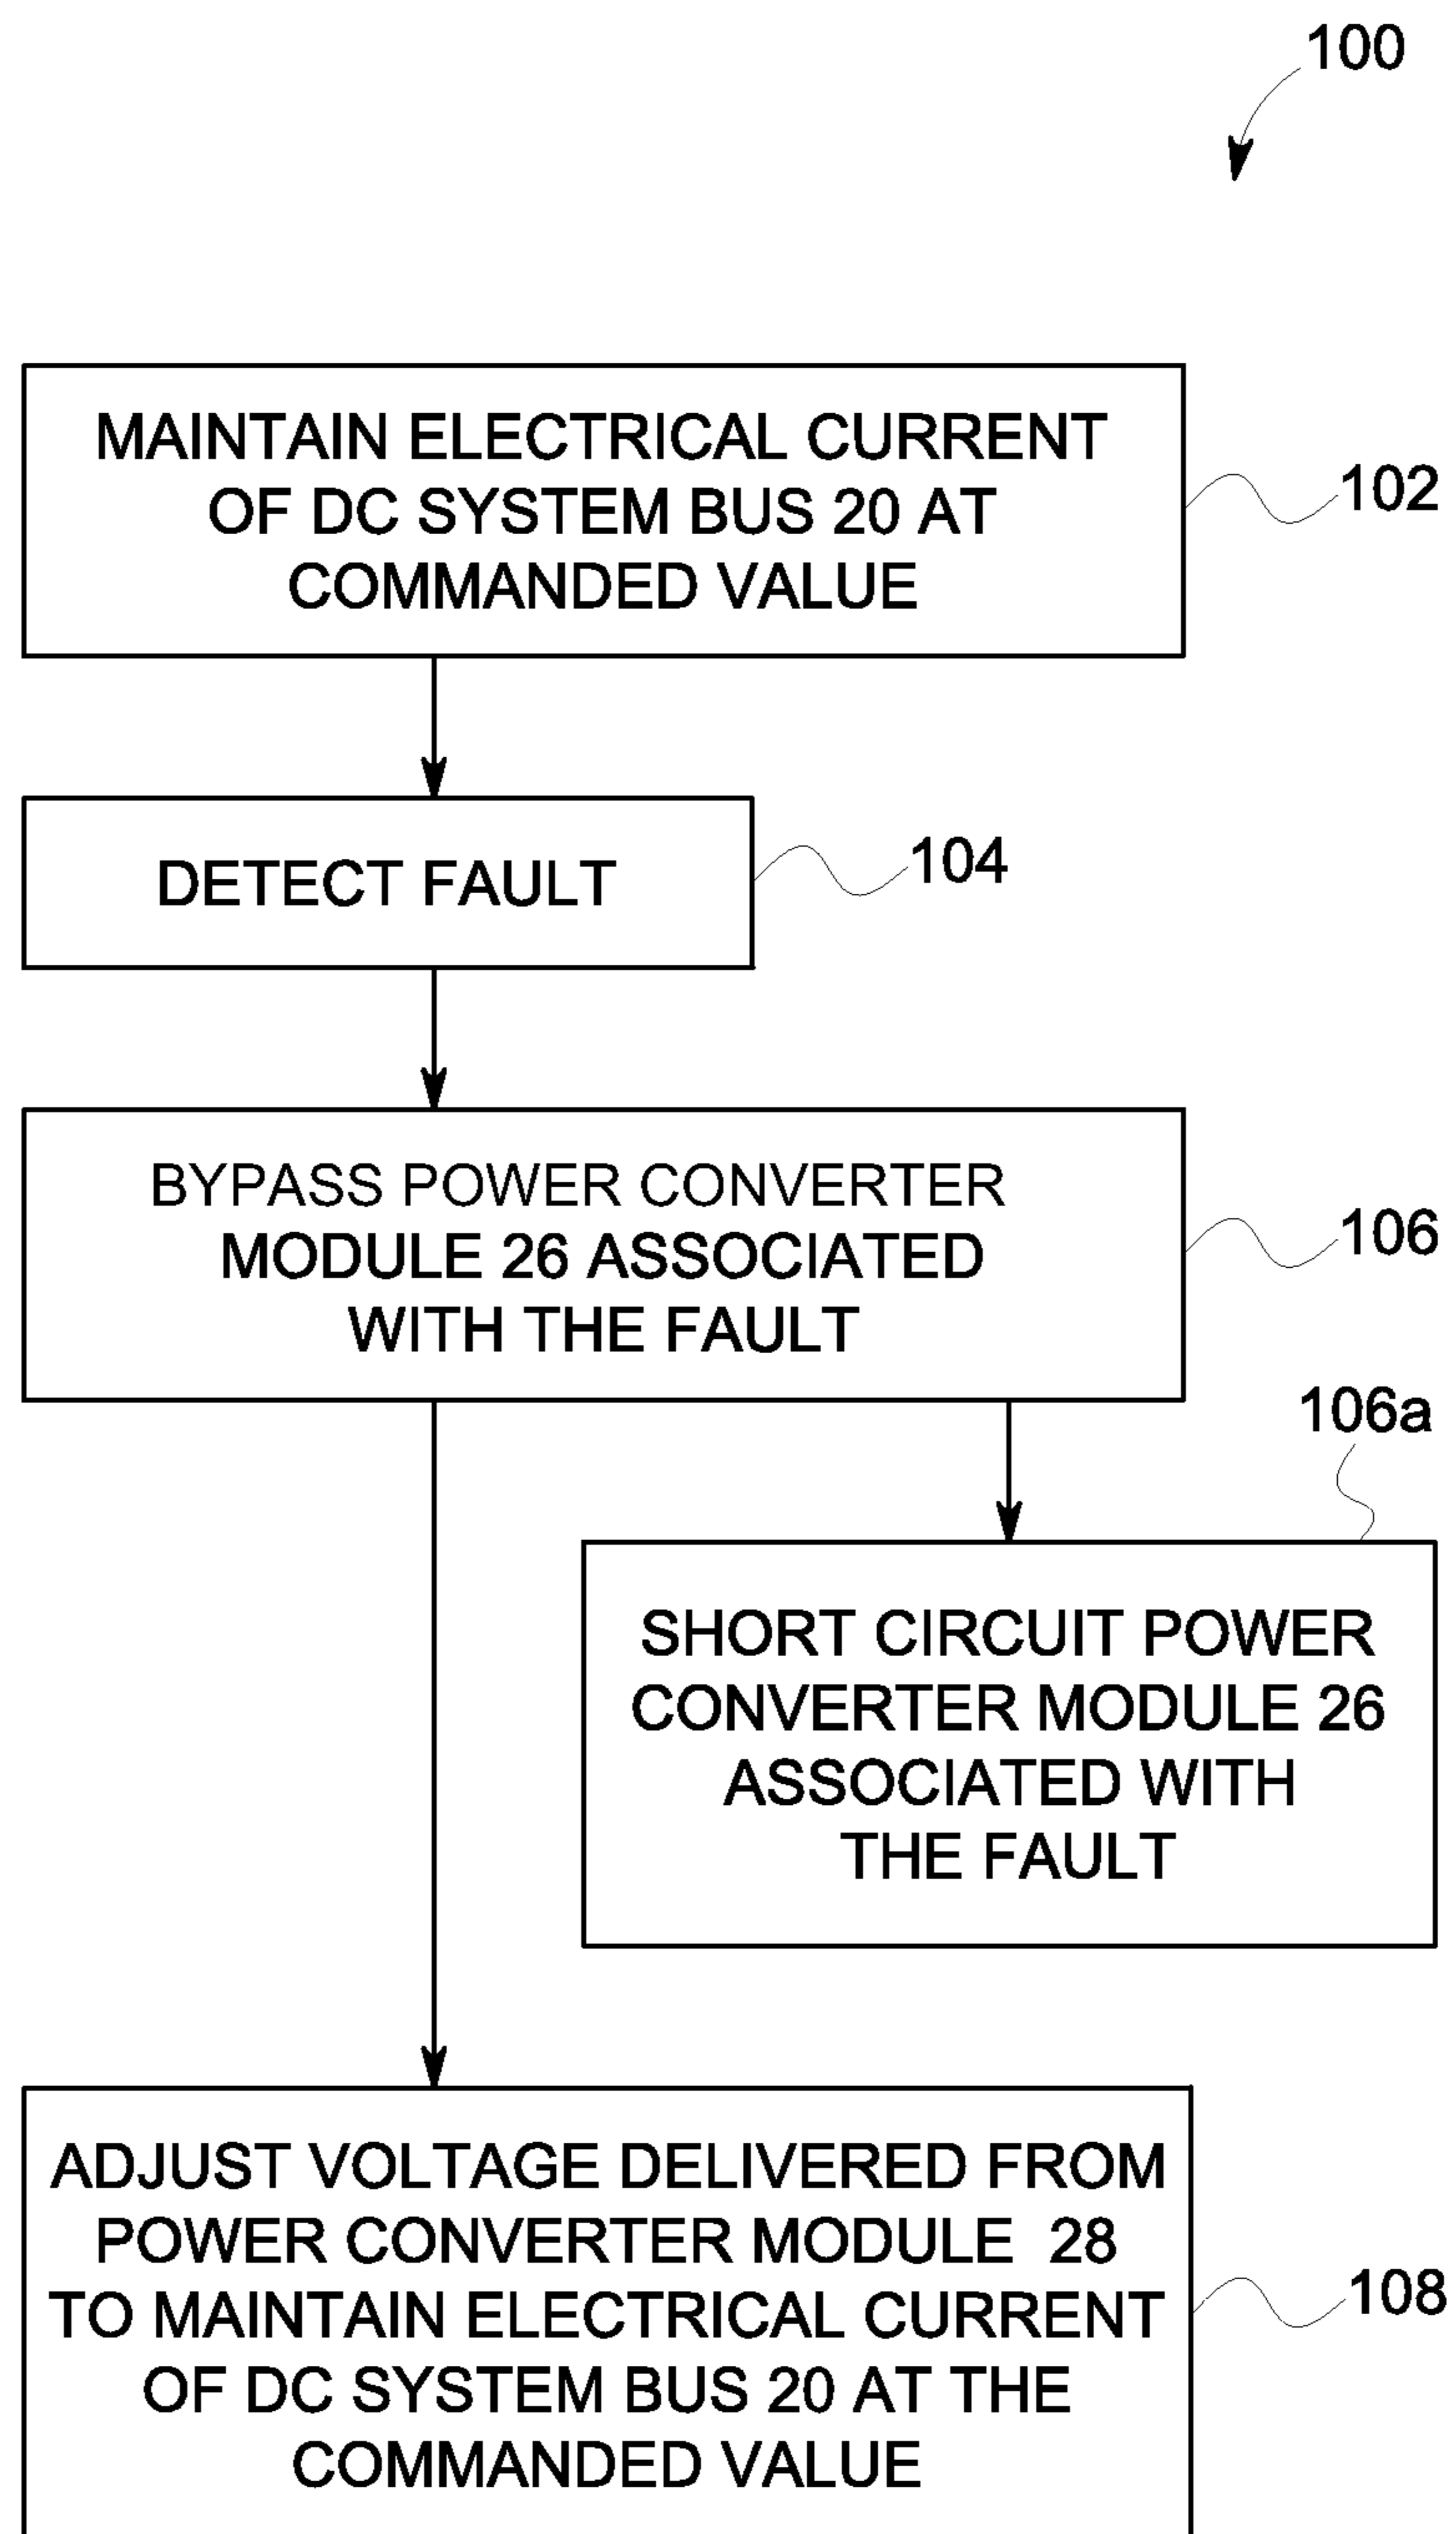 100
MAINTAIN ELECTRICAL CURRENT
OF DC SYSTEM BUS 20 AT
COMMANDED VALUE
102
DETECT FAULT
104
BYPASS POWER CONVERTER
MODULE 26 ASSOCIATED
WITH THE FAULT
106
106a
SHORT CIRCUIT POWER
CONVERTER MODULE 26
ASSOCIATED WITH
THE FAULT
ADJUST VOLTAGE DELIVERED FROM
POWER CONVERTER MODULE 28
TO MAINTAIN ELECTRICAL CURRENT
OF DC SYSTEM BUS 20 AT THE
COMMANDED VALUE
108